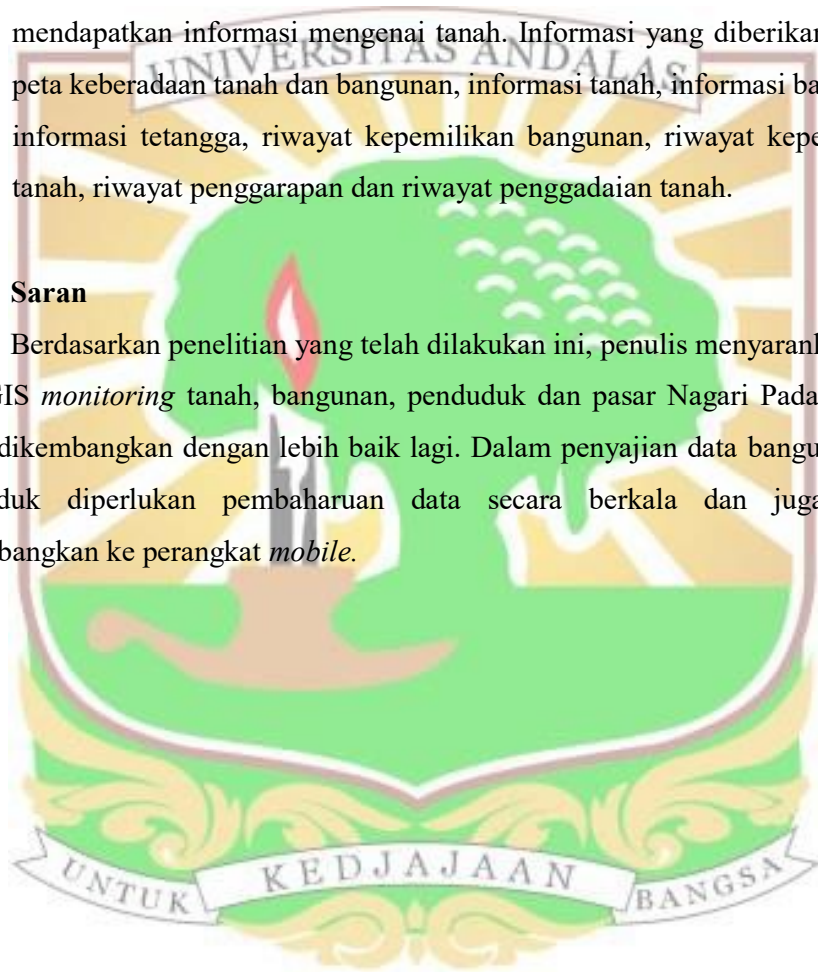 mendapatkan informasi mengenai tanah. Informasi yang diberikan
UNIVERSITAS ANDALAS
peta keberadaan tanah dan bangunan, informasi tanah, informasi ba
informasi tetangga, riwayat kepemilikan bangunan, riwayat kepe
tanah, riwayat penggarapan dan riwayat penggadaian tanah.
Saran
Berdasarkan penelitian yang telah dilakukan ini, penulis menyarank
GIS monitoring tanah, bangunan, penduduk dan pasar Nagari Pada
dikembangkan dengan lebih baik lagi. Dalam penyajian data bangu
duk diperlukan pembaharuan data secara berkala dan juga
bangkan ke perangkat mobile.
UNTUK KEDJAJAAN BANGSA